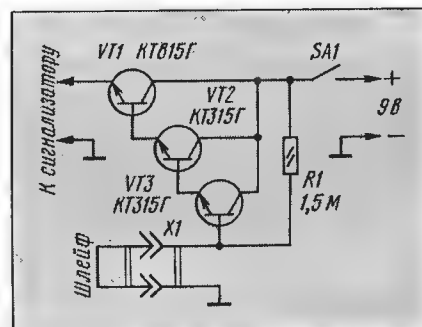 VT1 КТ815Г
SA1
+
9В
−
VT2
КТ315Г
VT3
КТ315Г
R1
1,5 М
X1
К сигнализатору
Шлейф